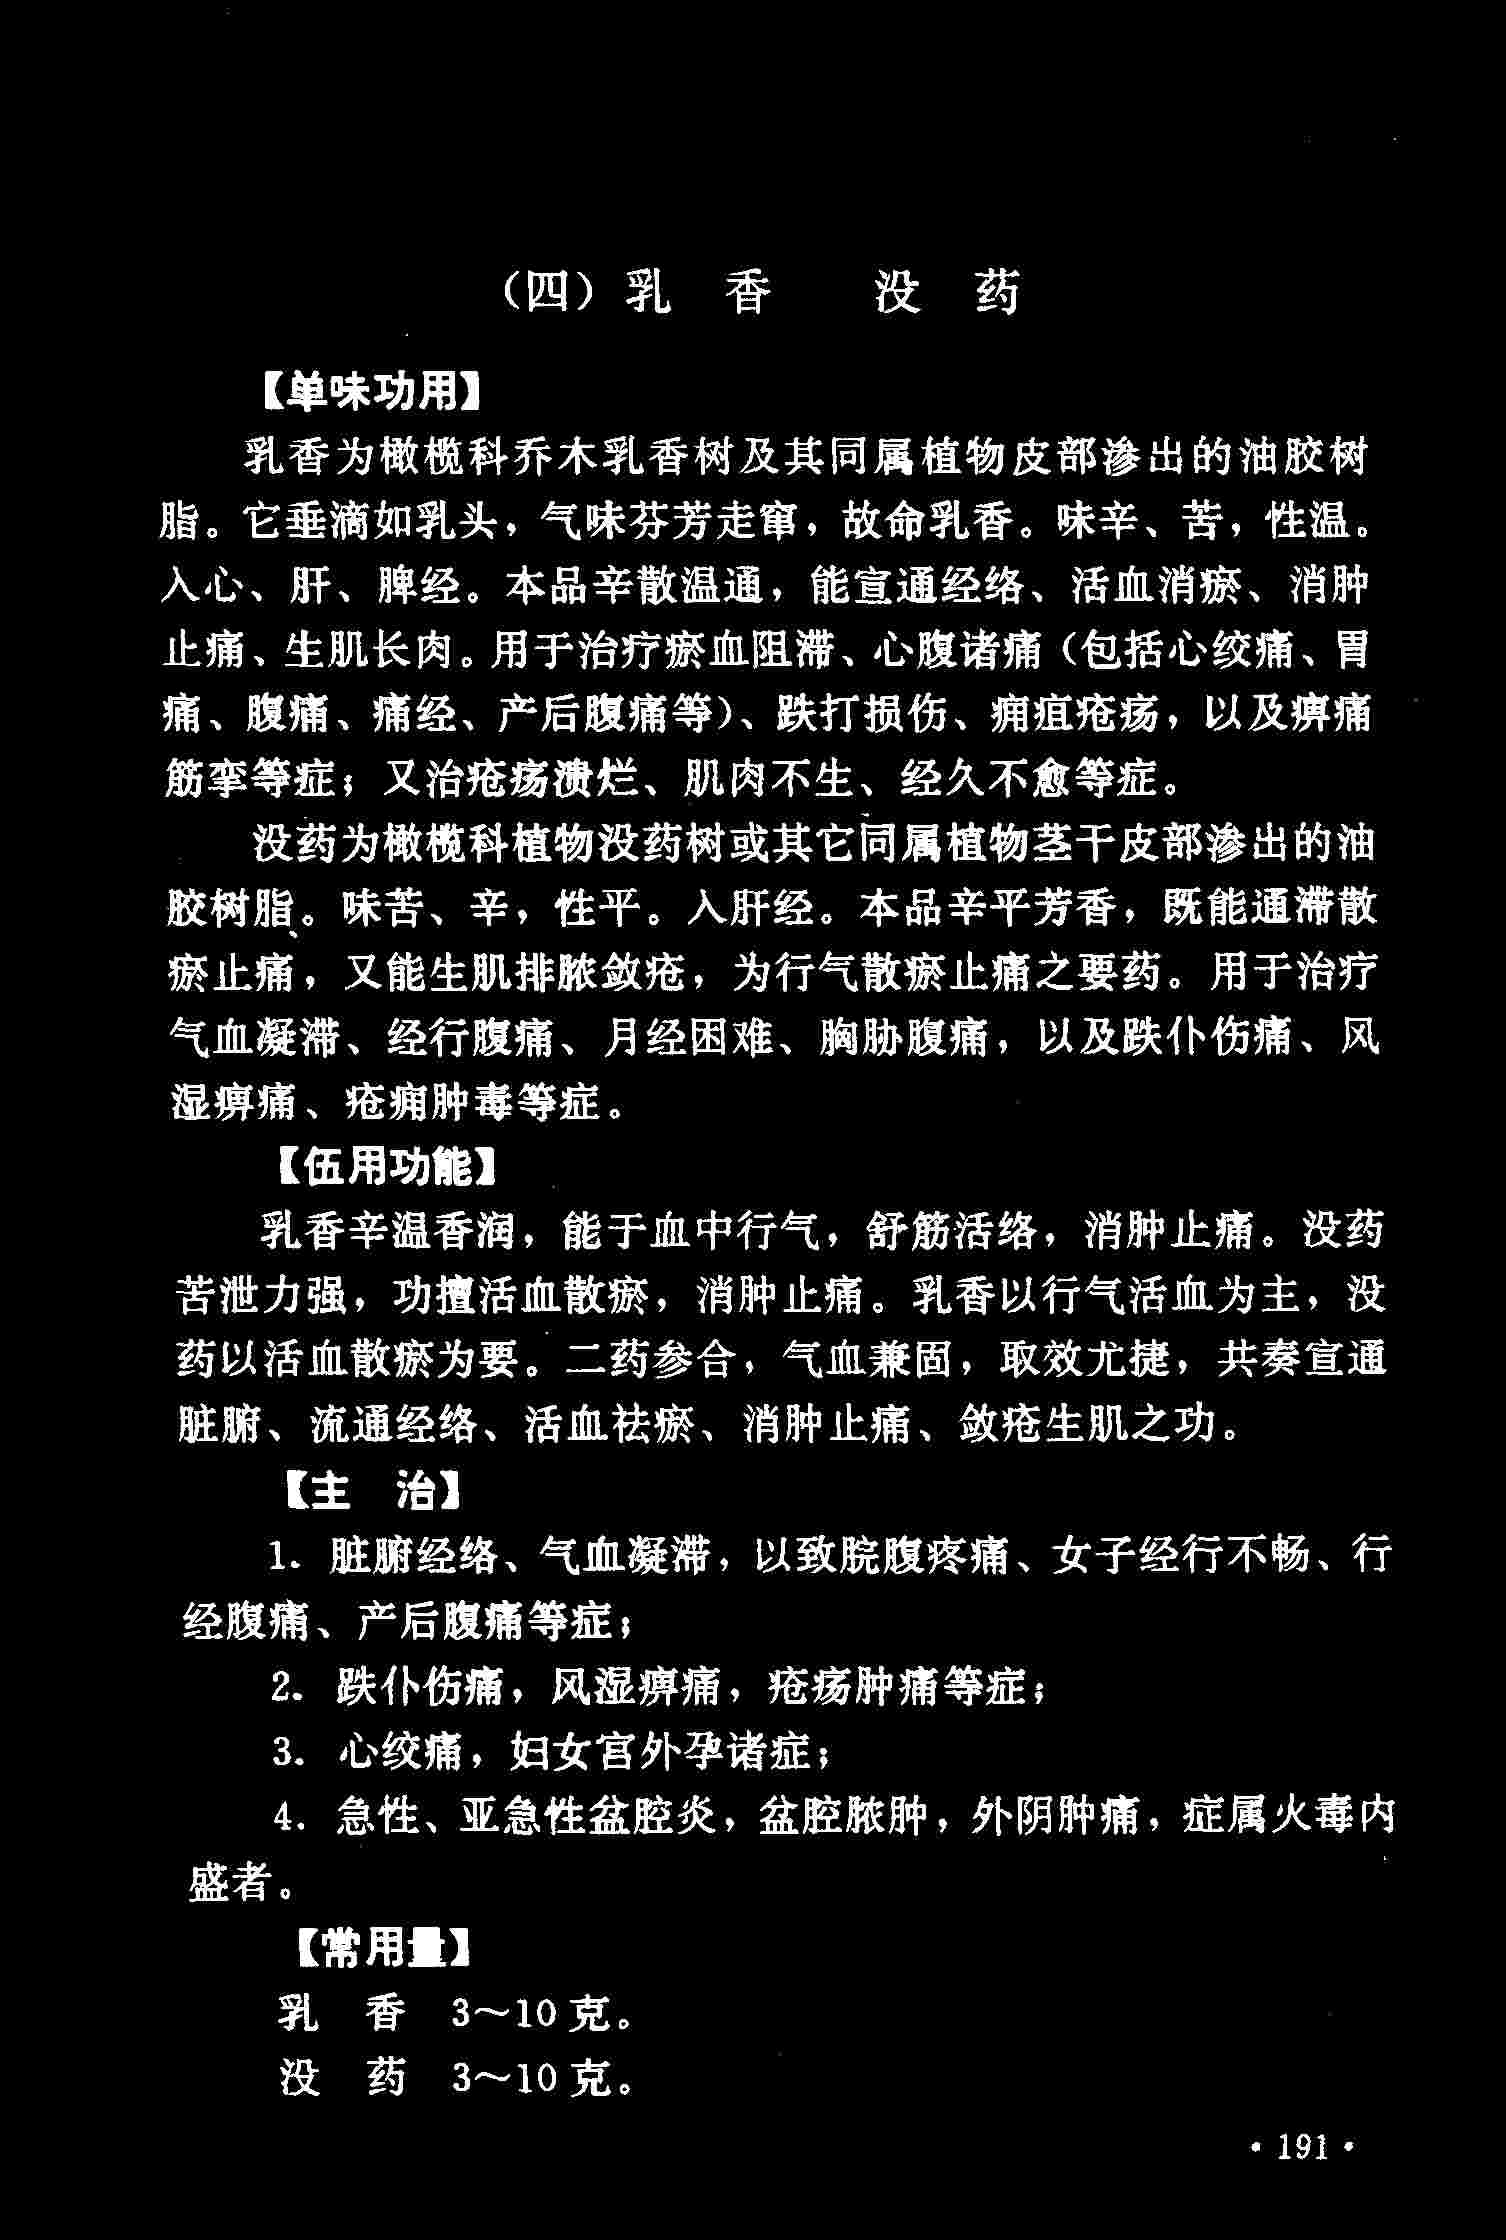 （四）乳　香　　没　药
【单味功用】
乳香为橄榄科乔木乳香树及其同属植物皮部渗出的油胶树
脂。它垂滴如乳头，气味芬芳走窜，故命乳香。味辛、苦，性温。
入心、肝、脾经。本品辛散温通，能宣通经络、活血消瘀、消肿
止痛、生肌长肉。用于治疗瘀血阻滞、心腹诸痛（包括心绞痛、胃
痛、腹痛、痛经、产后腹痛等）、跌打损伤、痈疽疮疡，以及痹痛
筋挛等症；又治疮疡溃烂、肌肉不生、经久不愈等症。
没药为橄榄科植物没药树或其它同属植物茎干皮部渗出的油
胶树脂。味苦、辛，性平。入肝经。本品辛平芳香，既能通滞散
瘀止痛，又能生肌排脓敛疮，为行气散瘀止痛之要药。用于治疗
气血凝滞、经行腹痛、月经困难、胸胁腹痛，以及跌仆伤痛、风
湿痹痛、疮痈肿毒等症。
【伍用功能】
乳香辛温香润，能于血中行气，舒筋活络，消肿止痛。没药
苦泄力强，功擅活血散瘀，消肿止痛。乳香以行气活血为主，没
药以活血散瘀为要。二药参合，气血兼固，取效尤捷，共奏宣通
脏腑、流通经络、活血祛瘀、消肿止痛、敛疮生肌之功。
【主　治】
1. 脏腑经络、气血凝滞，以致脘腹疼痛、女子经行不畅、行
经腹痛、产后腹痛等症；
2. 跌仆伤痛，风湿痹痛，疮疡肿痛等症；
3. 心绞痛，妇女宫外孕诸症；
4. 急性、亚急性盆腔炎，盆腔脓肿，外阴肿痛，症属火毒内
盛者。
【常用量】
乳　香　3～10 克。
没　药　3～10 克。
· 191 ·